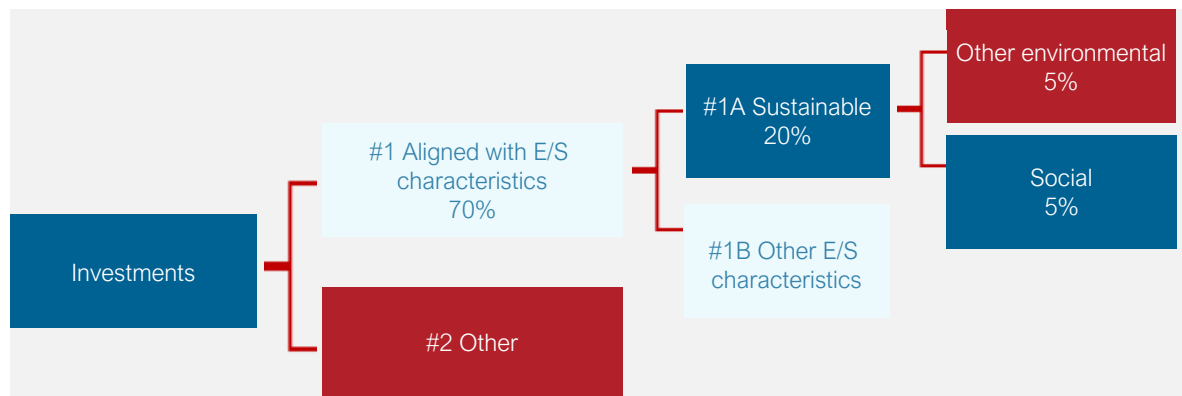 Investments
#1 Aligned with E/S
characteristics
70%
#2 Other
#1A Sustainable
20%
#1B Other E/S
characteristics
Other environmental
5%
Social
5%